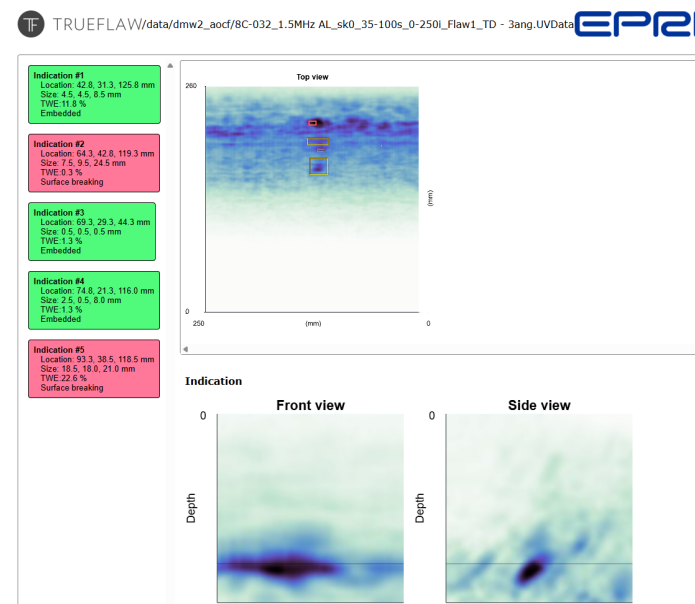 TF TRUEFLAW/data/dmw2_aocf/8C-032_1.5MHz AL_sk0_35-100s_0-250i_Flaw1_TD - 3ang.UVData
Indication #1
Location: 42.8, 31.3, 125.8 mm
Size: 4.5, 4.5, 8.5 mm
TWE:11.8 %
Embedded
Indication #2
Location: 64.3, 42.8, 119.3 mm
Size: 7.5, 9.5, 24.5 mm
TWE:0.3 %
Surface breaking
Indication #3
Location: 69.3, 29.3, 44.3 mm
Size: 0.5, 0.5, 0.5 mm
TWE:1.3 %
Embedded
Indication #4
Location: 74.8, 21.3, 116.0 mm
Size: 2.5, 0.5, 8.0 mm
TWE:1.3 %
Embedded
Indication #5
Location: 93.3, 38.5, 118.5 mm
Size: 18.5, 18.0, 21.0 mm
TWE:22.6 %
Surface breaking
Top view
260
(mm)
0
250
(mm)
0
Indication
Front view
0
Depth
Side view
0
Depth